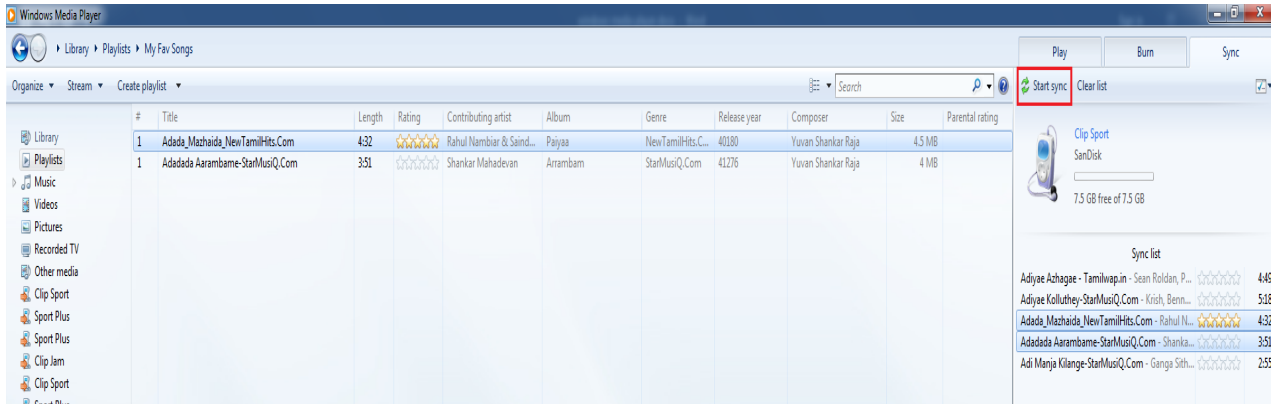 Windows Media Player
Library ▸ Playlists ▸ My Fav Songs
Play Burn Sync
Organize Stream Create playlist Search Start sync Clear list
# Title Length Rating Contributing artist Album Genre Release year Composer Size Parental rating
1 Adada_Mazhaida_NewTamilHits.Com 4:32 Rahul Nambiar & Saind... Paiyaa NewTamilHits.C... 40180 Yuvan Shankar Raja 4.5 MB
1 Adadada Aarambame-StarMusiQ.Com 3:51 Shankar Mahadevan Arrambam StarMusiQ.Com 41276 Yuvan Shankar Raja 4 MB
Library
Playlists
Music
Videos
Pictures
Recorded TV
Other media
Clip Sport
Sport Plus
Sport Plus
Clip Jam
Clip Sport
Clip Sport
SanDisk
7.5 GB free of 7.5 GB
Sync list
Adiyae Azhagae - Tamilwap.in - Sean Roldan, P... 4:49
Adiyae Kolluthey-StarMusiQ.Com - Krish, Benn... 5:18
Adada_Mazhaida_NewTamilHits.Com - Rahul N... 4:32
Adadada Aarambame-StarMusiQ.Com - Shanka... 3:51
Adi Manja Kilange-StarMusiQ.Com - Ganga Sith... 2:55